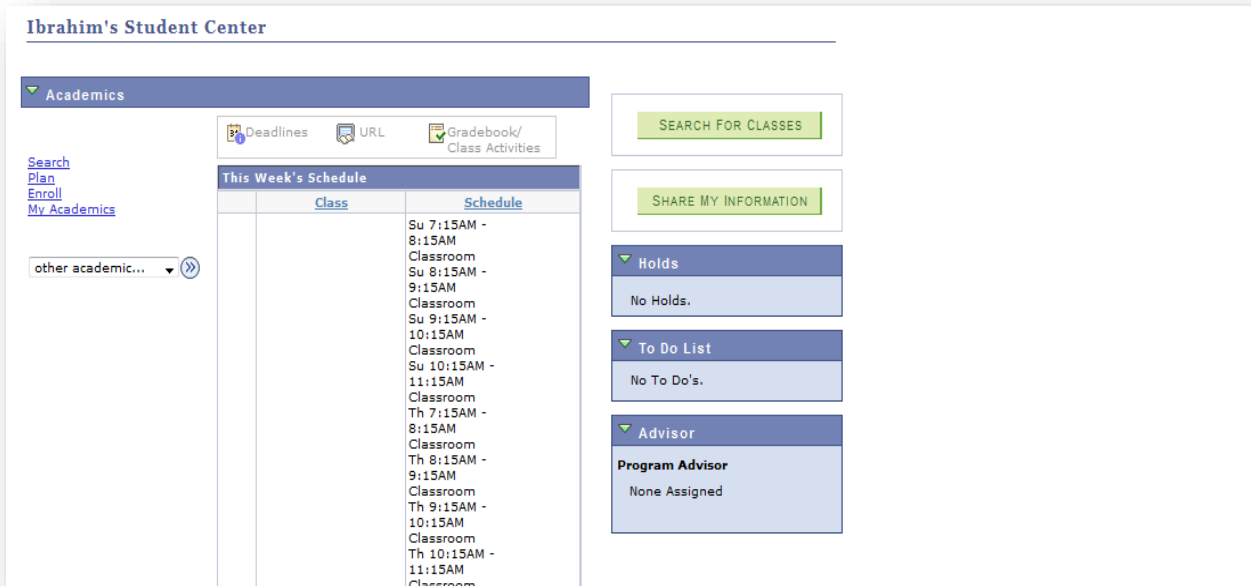 Ibrahim's Student Center
Academics
Search
Plan
Enroll
My Academics
other academic...
Deadlines
URL
Gradebook/
Class Activities
This Week's Schedule
Class
Schedule
Su 7:15AM -
8:15AM
Classroom
Su 8:15AM -
9:15AM
Classroom
Su 9:15AM -
10:15AM
Classroom
Su 10:15AM -
11:15AM
Classroom
Th 7:15AM -
8:15AM
Classroom
Th 8:15AM -
9:15AM
Classroom
Th 9:15AM -
10:15AM
Classroom
Th 10:15AM -
11:15AM
Classroom
SEARCH FOR CLASSES
SHARE MY INFORMATION
Holds
No Holds.
To Do List
No To Do's.
Advisor
Program Advisor
None Assigned